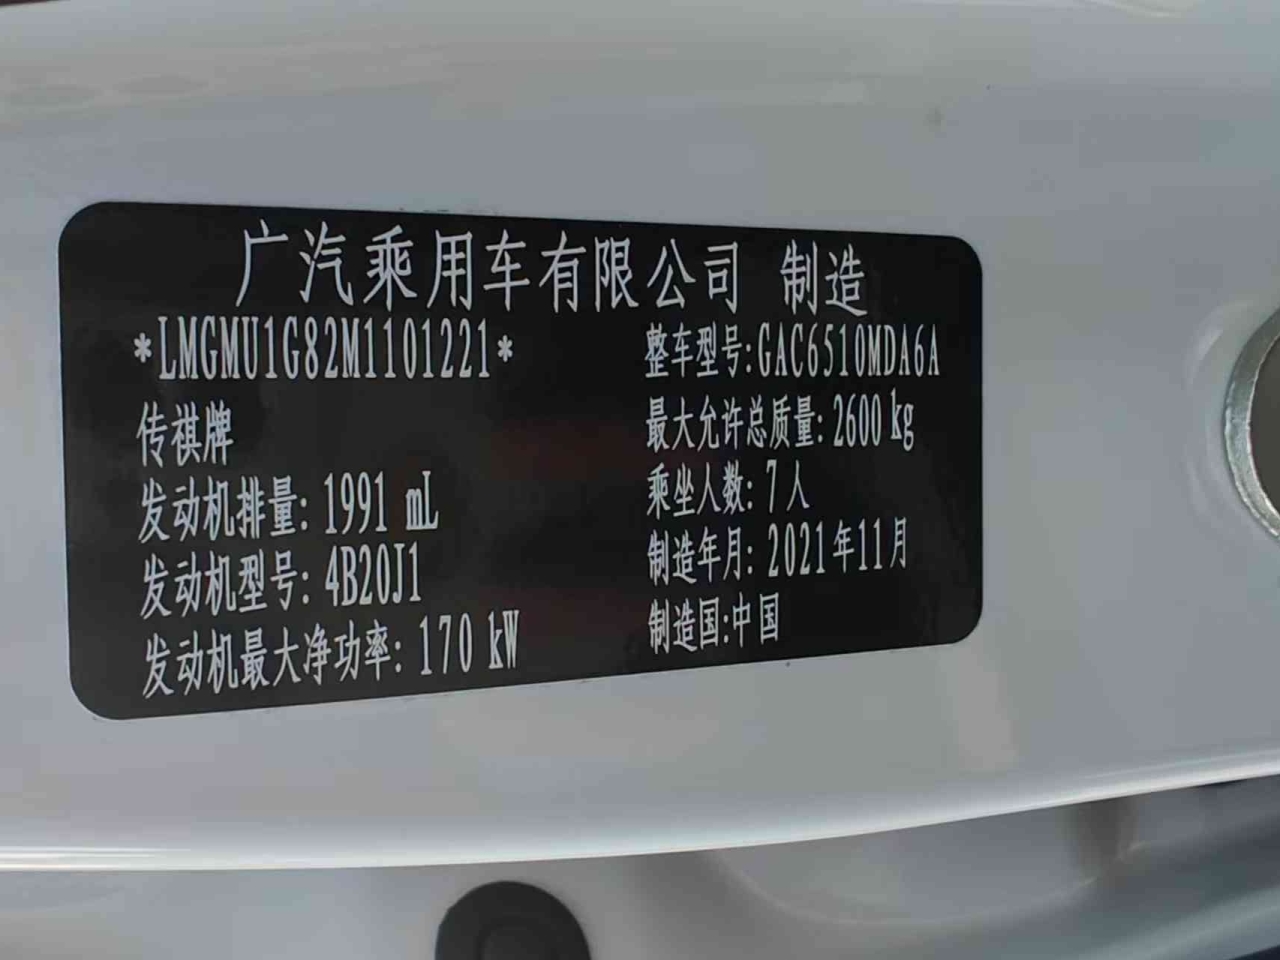 广汽乘用车有限公司 制造
*LMGMU1G82M1101221*
整车型号:GAC6510MDA6A
传祺牌
最大允许总质量:2600 kg
发动机排量:1991 mL
乘坐人数:7人
发动机型号:4B20J1
制造年月:2021年11月
发动机最大净功率:170 kW
制造国:中国